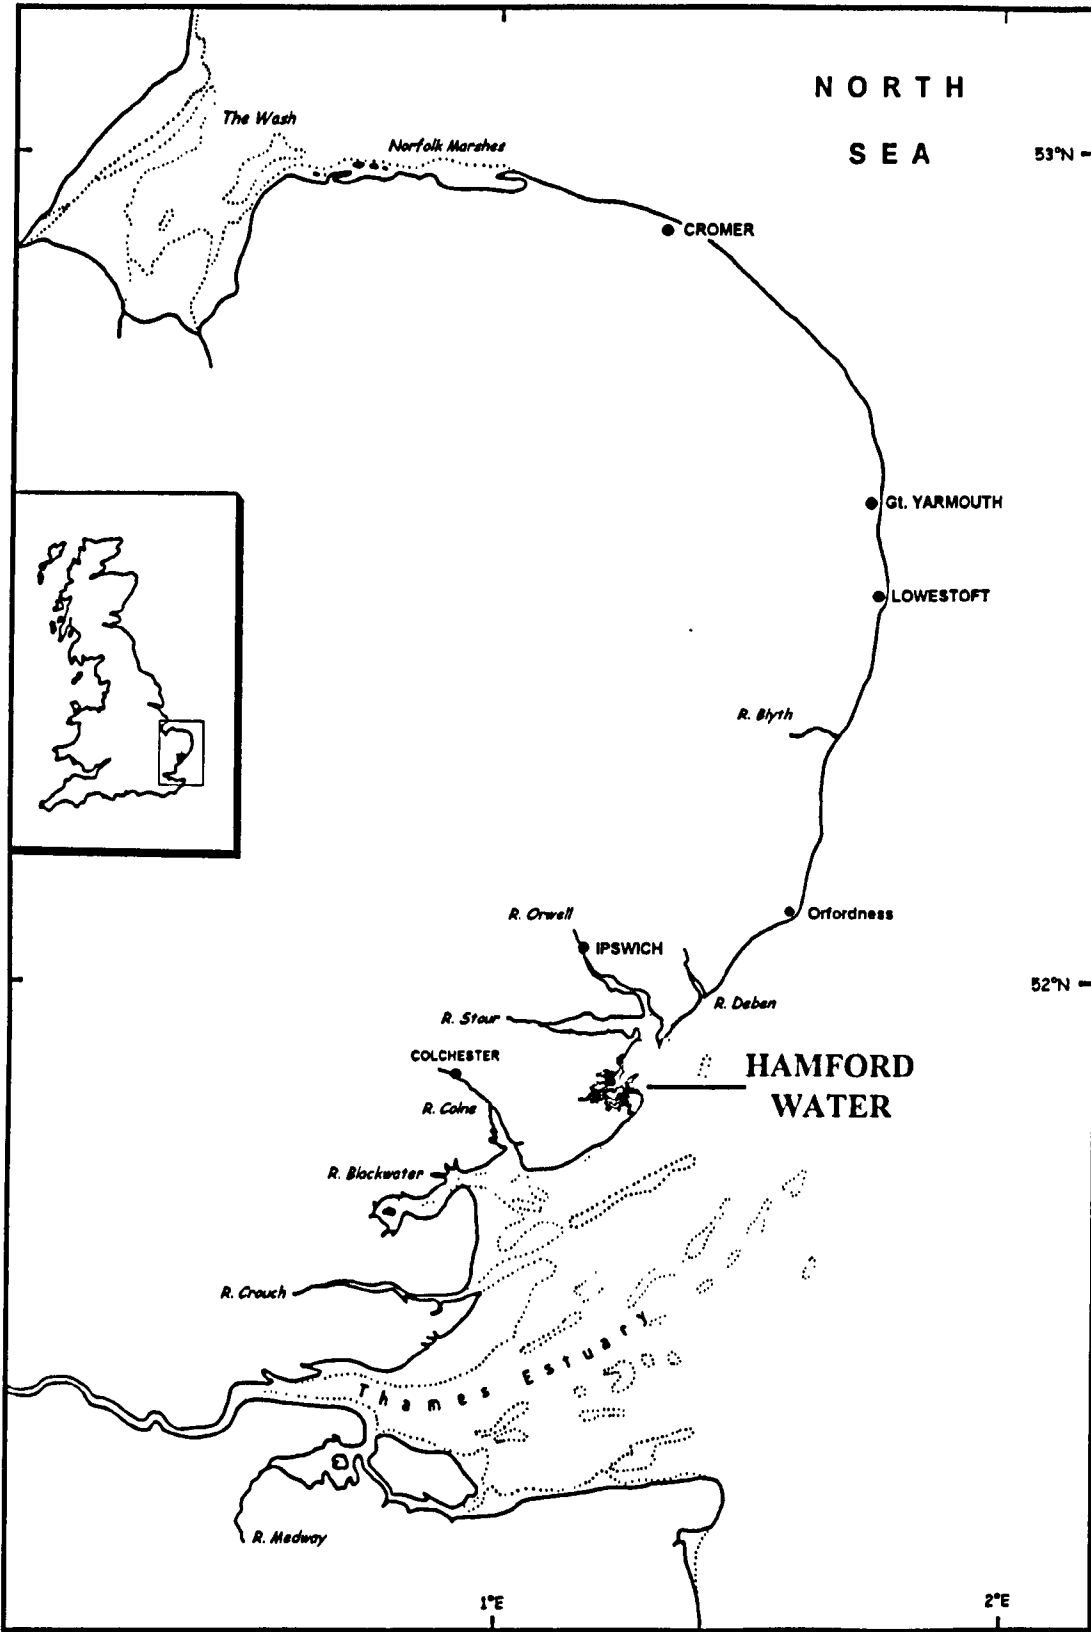 NORTH
SEA
The Wash
Norfolk Marshes
53°N
CROMER
Gt. YARMOUTH
LOWESTOFT
R. Blyth
R. Orwell
Orfordness
IPSWICH
52°N
R. Deben
R. Stour
COLCHESTER
HAMFORD
WATER
R. Colne
R. Blackwater
R. Crouch
Thames Estuary
R. Medway
1°E
2°E